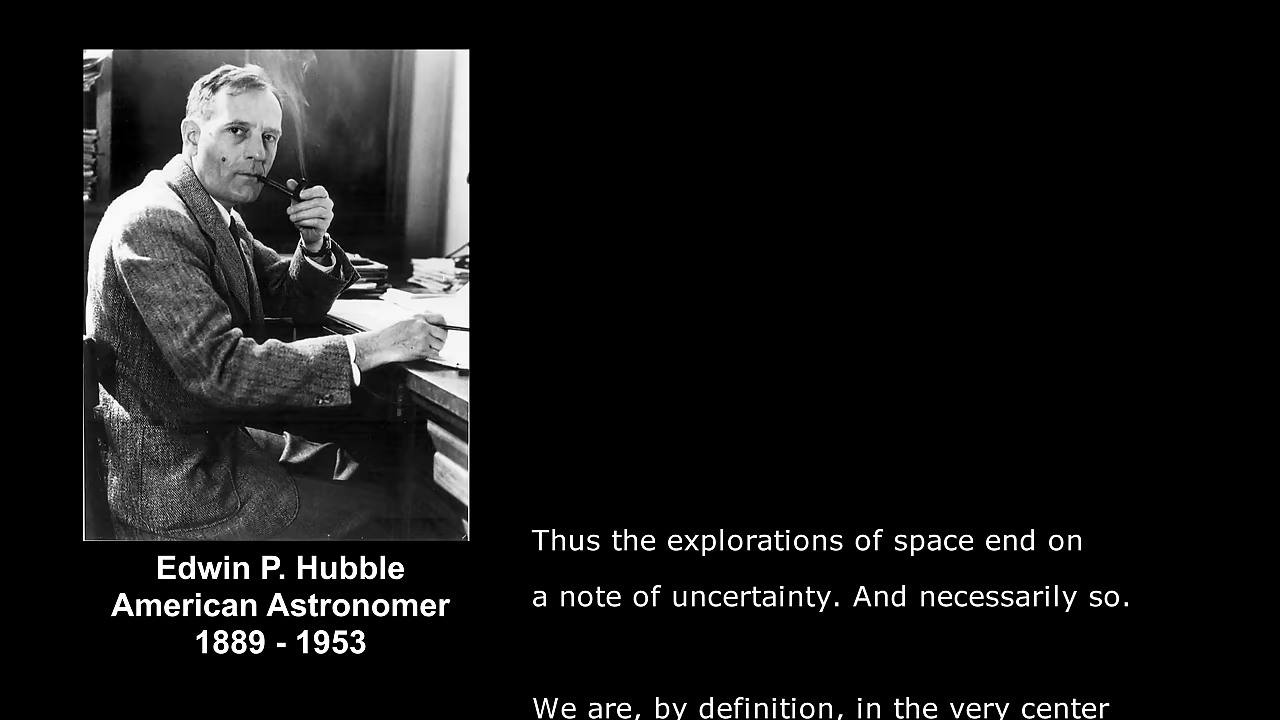 Edwin P. Hubble
American Astronomer
1889 - 1953
Thus the explorations of space end on
a note of uncertainty. And necessarily so.
We are, by definition, in the very center